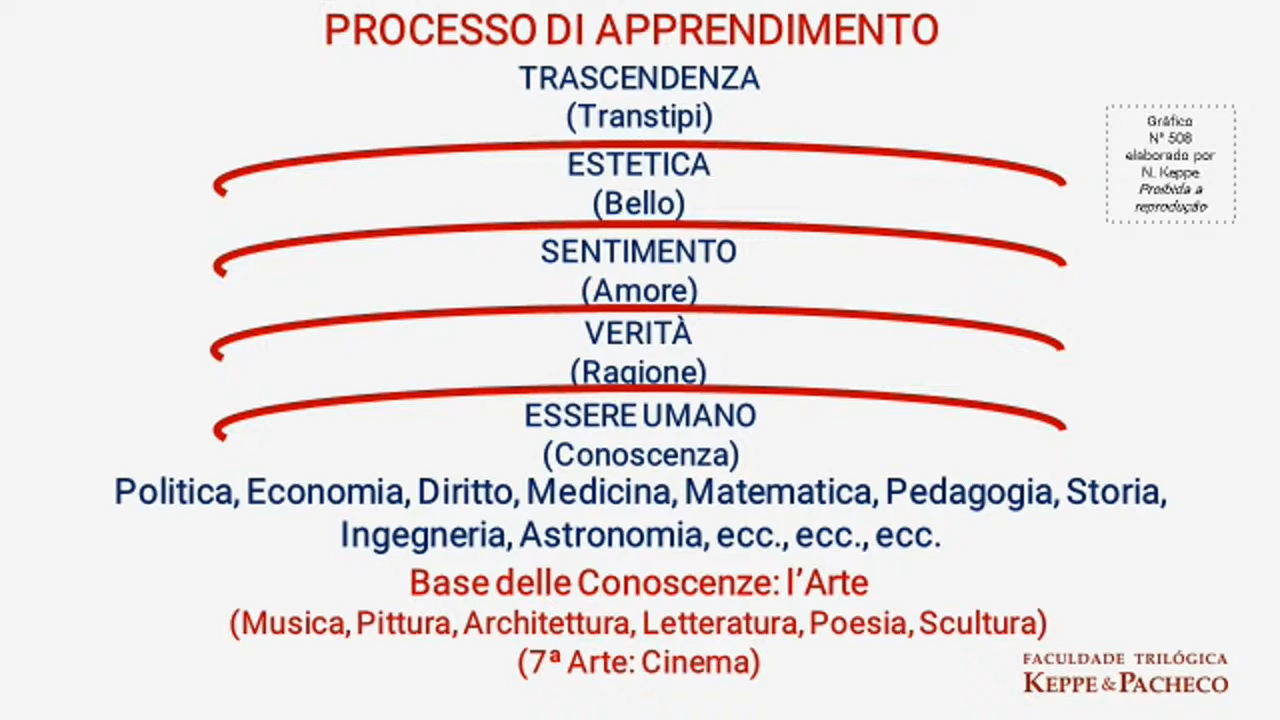 PROCESSO DI APPRENDIMENTO
TRASCENDENZA
(Transtipi)
ESTETICA
(Bello)
SENTIMENTO
(Amore)
VERITÀ
(Ragione)
ESSERE UMANO
(Conoscenza)
Politica, Economia, Diritto, Medicina, Matematica, Pedagogia, Storia,
Ingegneria, Astronomia, ecc., ecc., ecc.
Base delle Conoscenze: l’Arte
(Musica, Pittura, Architettura, Letteratura, Poesia, Scultura)
(7ª Arte: Cinema)
Gráfico
Nº 508
elaborado por
N. Keppe
Proibida a
reprodução
FACULDADE TRILÓGICA
KEPPE & PACHECO